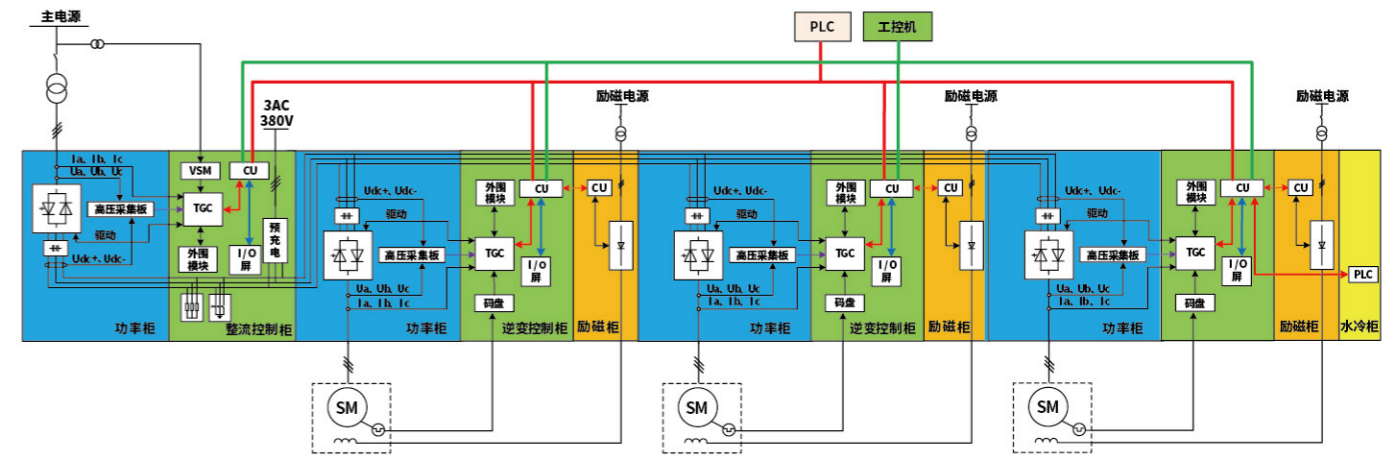 主电源
PLC
工控机
3AC
380V
励磁电源
励磁电源
励磁电源
Ia、Ib、Ic
Ua、Ub、Uc
高压采集板
驱动
Udc+、Udc-
功率柜
VSM
CU
TGC
外围
模块
I/O
屏
预
充
电
整流控制柜
Udc+、Udc-
驱动
高压采集板
Ua、Ub、Uc
Ia、Ib、Ic
功率柜
外围
模块
CU
TGC
I/O
屏
码盘
逆变控制柜
CU
励磁柜
SM
Udc+、Udc-
驱动
高压采集板
Ua、Ub、Uc
Ia、Ib、Ic
功率柜
外围
模块
CU
TGC
I/O
屏
码盘
逆变控制柜
CU
励磁柜
SM
Udc+、Udc-
驱动
高压采集板
Ua、Ub、Uc
Ia、Ib、Ic
功率柜
外围
模块
CU
TGC
I/O
屏
码盘
CU
励磁柜
PLC
水冷柜
SM